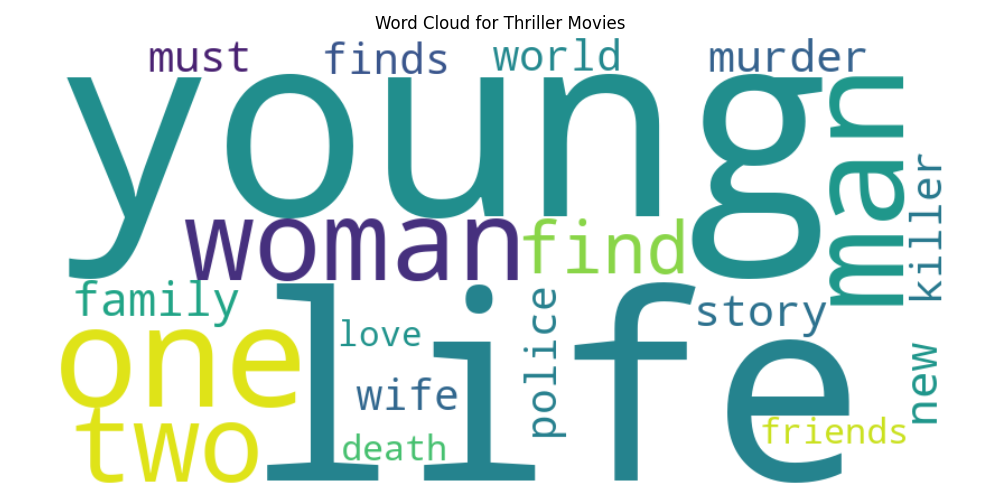 Word Cloud for Thriller Movies
must
finds
world
murder
young
man
killer
woman
find
family
life
story
one
love
police
wife
new
two
death
friends